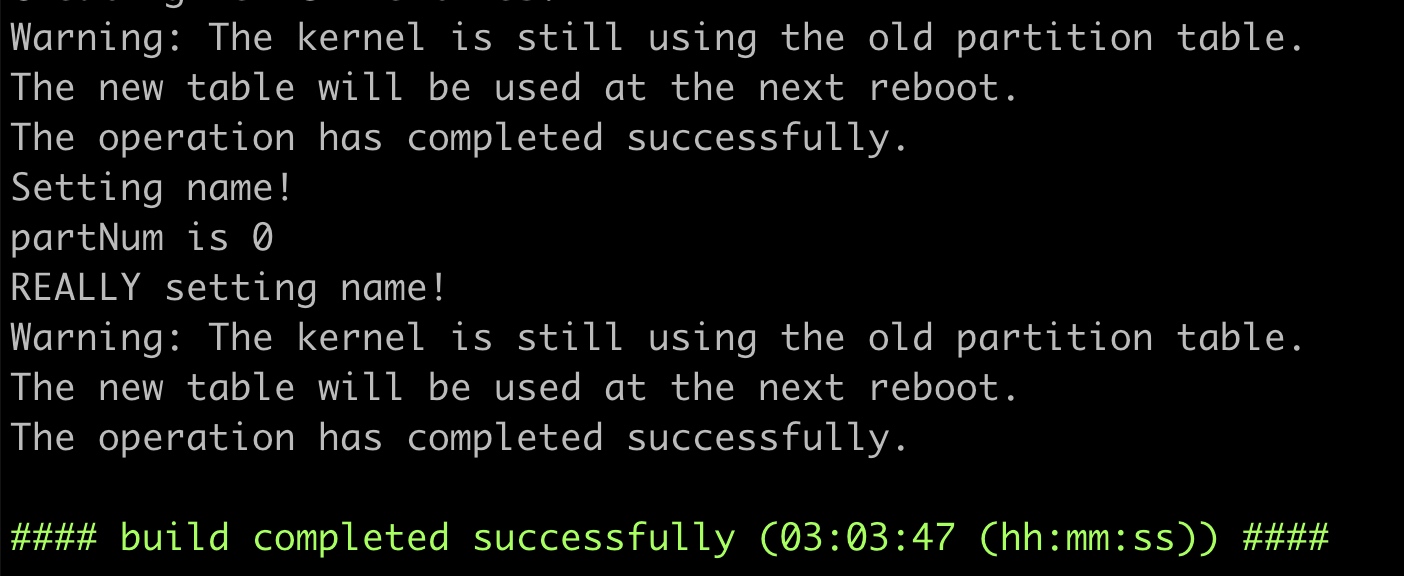 Warning: The kernel is still using the old partition table.
The new table will be used at the next reboot.
The operation has completed successfully.
Setting name!
partNum is 0
REALLY setting name!
Warning: The kernel is still using the old partition table.
The new table will be used at the next reboot.
The operation has completed successfully.
#### build completed successfully (03:03:47 (hh:mm:ss)) ####